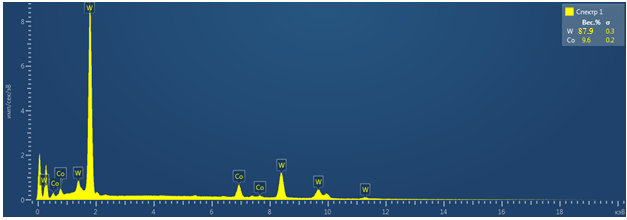 Спектр 1
Вес.% σ
W 87.9 0.3
Co 9.6 0.2
W
8
6
имп/сек/эВ
4
2
W Co Co W Co Co W W W
0
0 2 4 6 8 10 12 14 16 18 кэВ